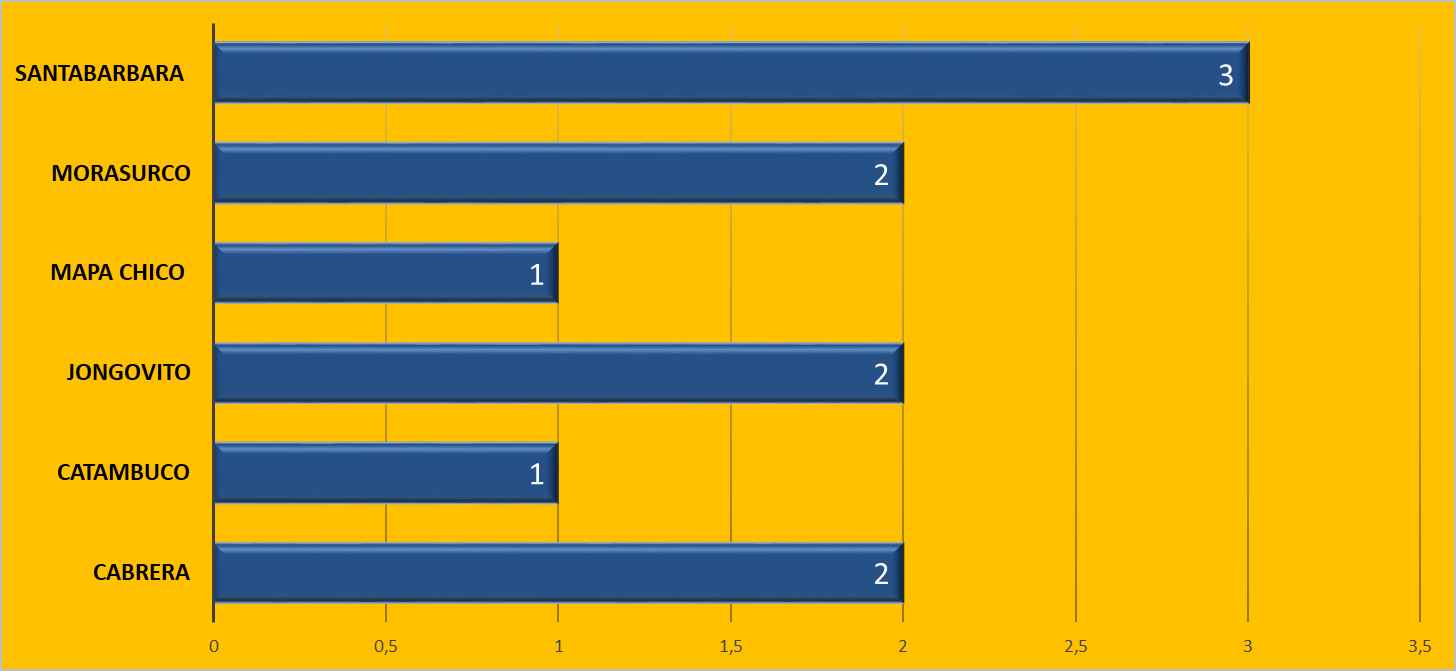 SANTABARBARA 3
MORASURCO 2
MAPA CHICO 1
JONGOVITO 2
CATAMBUCO 1
CABRERA 2
0 0,5 1 1,5 2 2,5 3 3,5